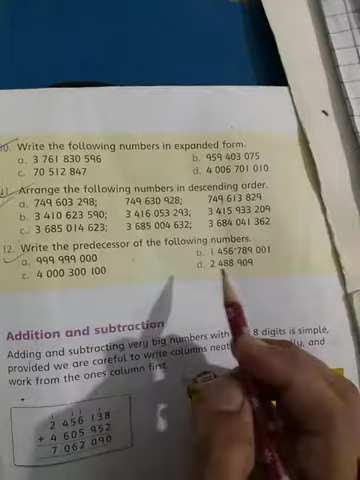 10. Write the following numbers in expanded form.
a. 3 761 830 596 b. 959 403 075
c. 70 512 847 d. 4 006 701 010
11. Arrange the following numbers in descending order.
a. 749 603 298; 749 630 928; 749 613 829
b. 3 410 623 590; 3 416 053 293; 3 415 933 209
c. 3 685 014 623; 3 685 004 632; 3 684 041 362
12. Write the predecessor of the following numbers.
a. 999 999 000 b. 1 456 789 001
c. 4 000 300 100 d. 2 488 909
Addition and subtraction
Adding and subtracting very big numbers with 8 digits is simple,
provided we are careful to write columns and
work from the ones column first.
1 1 1
2 456 138
+ 4 605 952
7 062 090